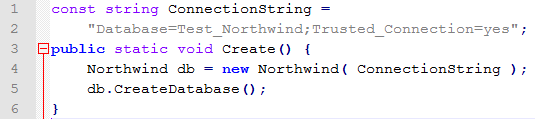 1 const string ConnectionString =
2 "Database=Test_Northwind;Trusted_Connection=yes";
3 public static void Create() {
4 Northwind db = new Northwind( ConnectionString );
5 db.CreateDatabase();
6 }